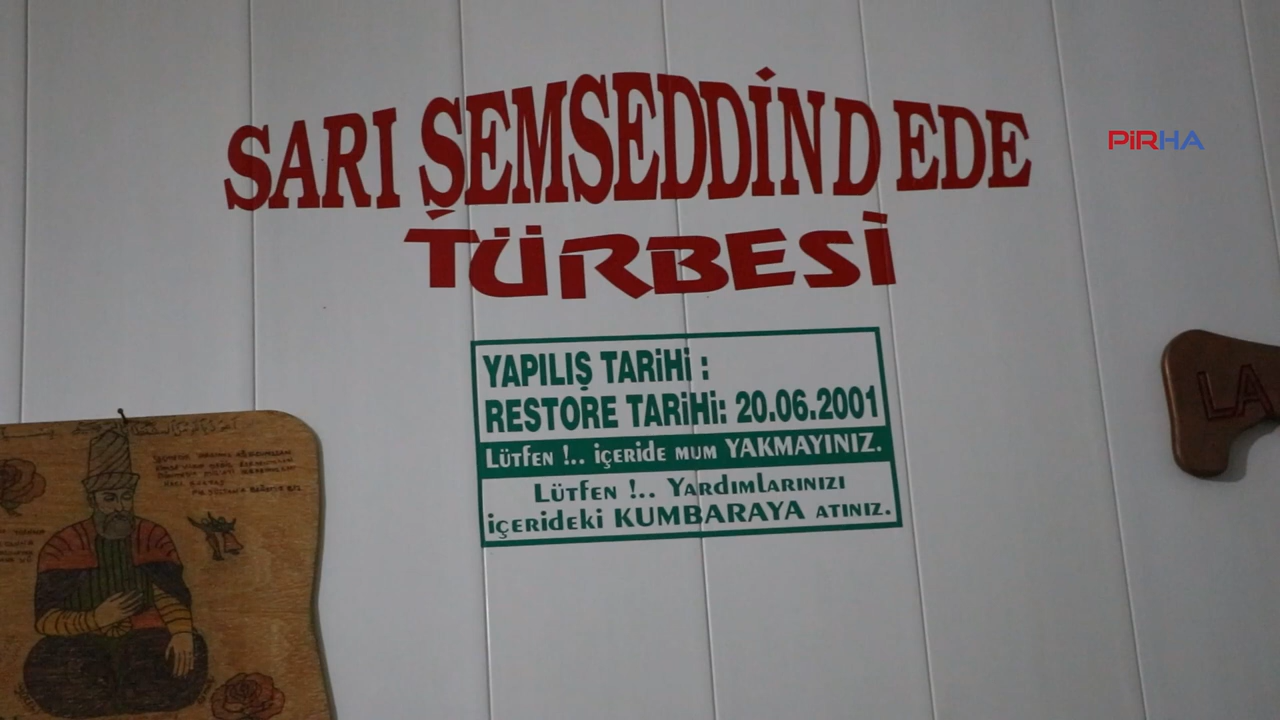 SARI ŞEMSEDDİND EDE
TÜRBESİ
PİRHA
YAPILIŞ TARİHİ :
RESTORE TARİHİ: 20.06.2001
LÜTFEN !.. İÇERİDE MUM YAKMAYINIZ.
LÜTFEN !.. YARDIMLARINIZI
İÇERİDEKİ KUMBARAYA ATINIZ.
LA